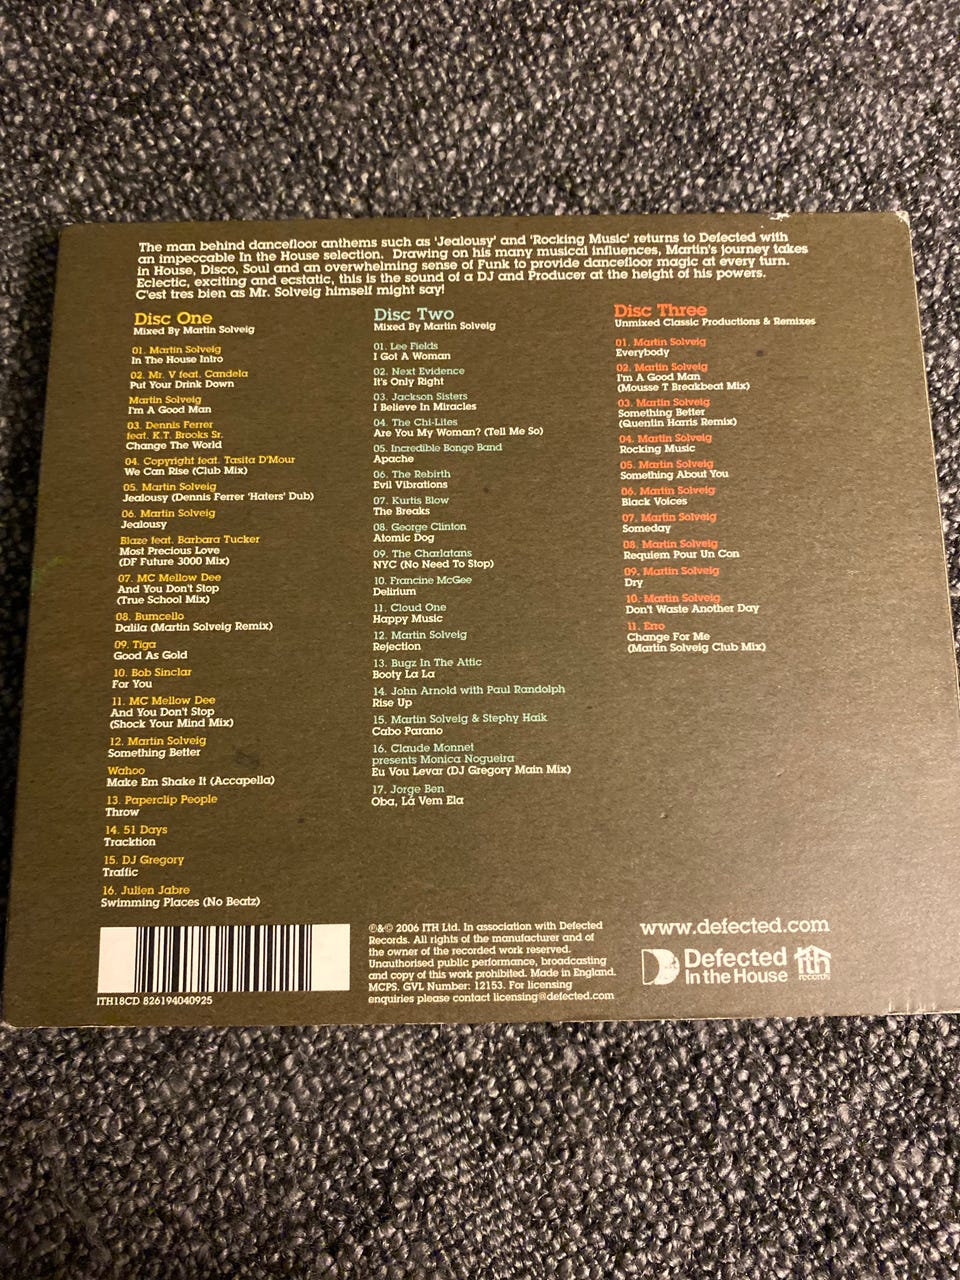 The man behind dancefloor anthems such as 'Jealousy' and 'Rocking Music' returns to Defected with
an impeccable In the House selection. Drawing on his many musical influences, Martin's journey takes
in House, Disco, Soul and an overwhelming sense of Funk to provide dancefloor magic at every turn.
Eclectic, exciting and ecstatic, this is the sound of a DJ and Producer at the height of his powers.
C'est tres bien as Mr. Solveig himself might say!
Disc One
Mixed By Martin Solveig
01. Martin Solveig
In The House Intro
02. Mr. V feat. Candela
Put Your Drink Down
Martin Solveig
I'm A Good Man
03. Dennis Ferrer
feat. K.T. Brooks Sr.
Change The World
04. Copyright feat. Tasita D'Mour
We Can Rise (Club Mix)
05. Martin Solveig
Jealousy (Dennis Ferrer 'Haters' Dub)
06. Martin Solveig
Jealousy
Blaze feat. Barbara Tucker
Most Precious Love
(DF Future 3000 Mix)
07. MC Mellow Dee
And You Don't Stop
(True School Mix)
08. Bumcello
Dalila (Martin Solveig Remix)
09. Tiga
Good As Gold
10. Bob Sinclar
For You
11. MC Mellow Dee
And You Don't Stop
(Shock Your Mind Mix)
12. Martin Solveig
Something Better
Wahoo
Make Em Shake It (Accapella)
13. Paperclip People
Throw
14. 51 Days
Tracktion
15. DJ Gregory
Traffic
16. Julien Jabre
Swimming Places (No Beatz)
Disc Two
Mixed By Martin Solveig
01. Lee Fields
I Got A Woman
02. Next Evidence
It's Only Right
03. Jackson Sisters
I Believe In Miracles
04. The Chi-Lites
Are You My Woman? (Tell Me So)
05. Incredible Bongo Band
Apache
06. The Rebirth
Evil Vibrations
07. Kurtis Blow
The Breaks
08. George Clinton
Atomic Dog
09. The Charlatans
NYC (No Need To Stop)
10. Francine McGee
Delirium
11. Cloud One
Happy Music
12. Martin Solveig
Rejection
13. Bugz In The Attic
Booty La La
14. John Arnold with Paul Randolph
Rise Up
15. Martin Solveig & Stephy Haik
Cabo Parano
16. Claude Monnet
presents Monica Nogueira
Eu Vou Levar (DJ Gregory Main Mix)
17. Jorge Ben
Oba, Lá Vem Ela
Disc Three
Unmixed Classic Productions & Remixes
01. Martin Solveig
Everybody
02. Martin Solveig
I'm A Good Man
(Mousse T Breakbeat Mix)
03. Martin Solveig
Something Better
(Quentin Harris Remix)
04. Martin Solveig
Rocking Music
05. Martin Solveig
Something About You
06. Martin Solveig
Black Voices
07. Martin Solveig
Someday
08. Martin Solveig
Requiem Pour Un Con
09. Martin Solveig
Dry
10. Martin Solveig
Don't Waste Another Day
11. Erro
Change For Me
(Martin Solveig Club Mix)
ITH18CD 826194040925
℗&© 2006 ITH Ltd. In association with Defected
Records. All rights of the manufacturer and of
the owner of the recorded work reserved.
Unauthorised public performance, broadcasting
and copy of this work prohibited. Made in England.
MCPS. GVL Number: 12153. For licensing
enquiries please contact licensing@defected.com
www.defected.com
Defected
In the House
ith
records